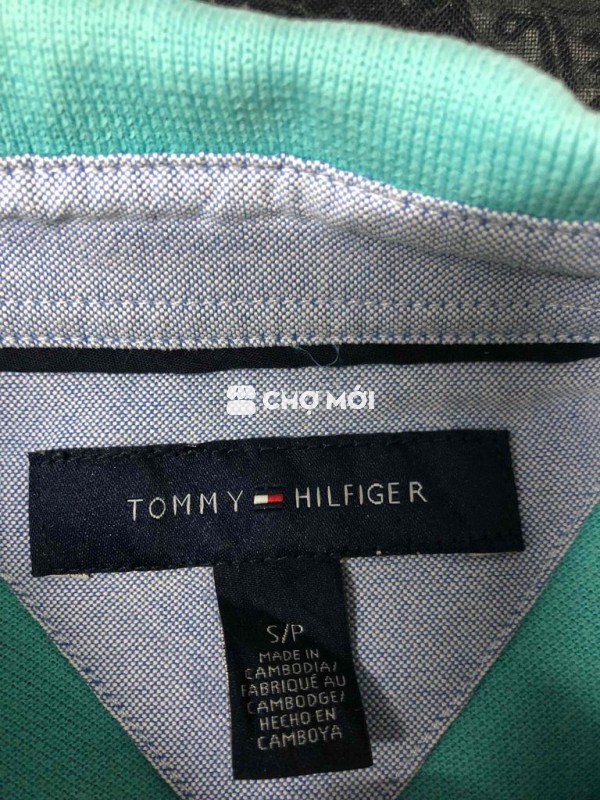 CHỢ MỚI
TOMMY HILFIGER
S/P
MADE IN
CAMBODIA/
FABRIQUÉ AU
CAMBODGE/
HECHO EN
CAMBOYA